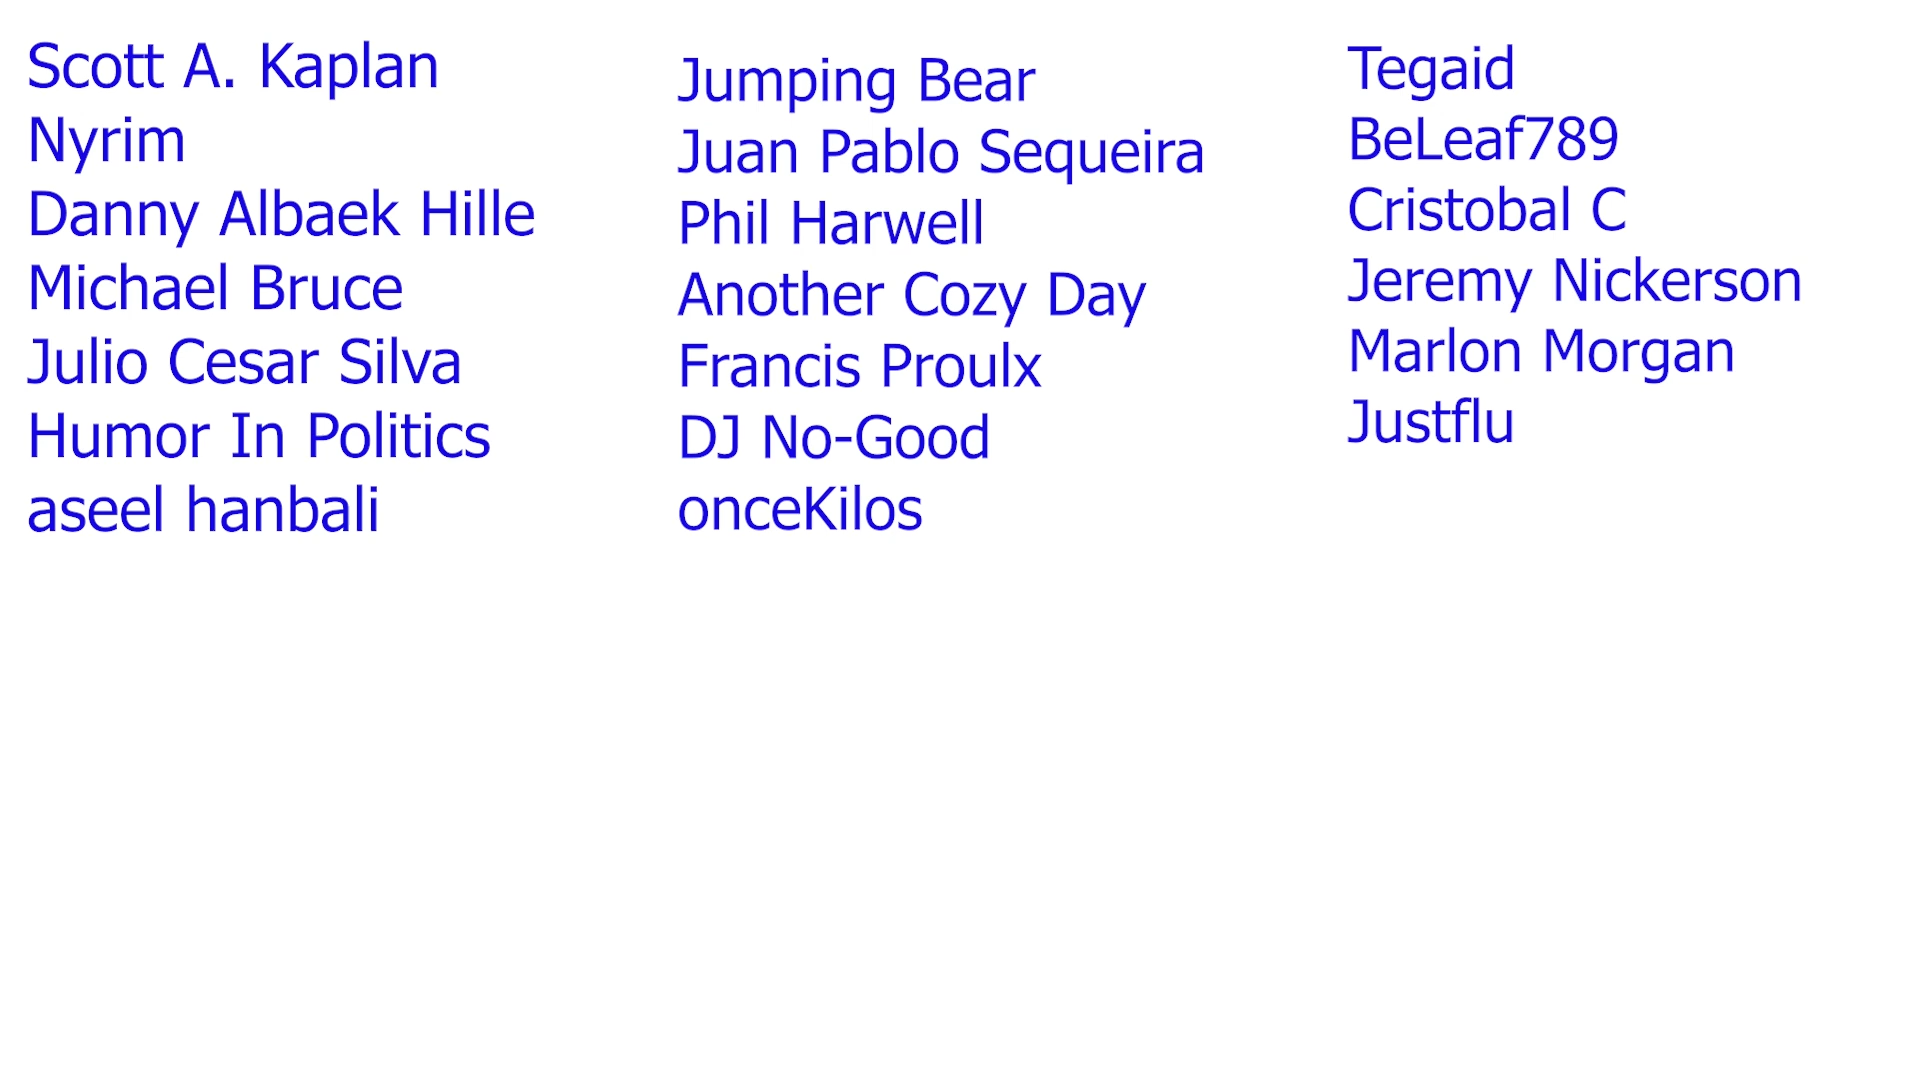 Scott A. Kaplan
Nyrim
Danny Albaek Hille
Michael Bruce
Julio Cesar Silva
Humor In Politics
aseel hanbali
Jumping Bear
Juan Pablo Sequeira
Phil Harwell
Another Cozy Day
Francis Proulx
DJ No-Good
onceKilos
Tegaid
BeLeaf789
Cristobal C
Jeremy Nickerson
Marlon Morgan
Justflu